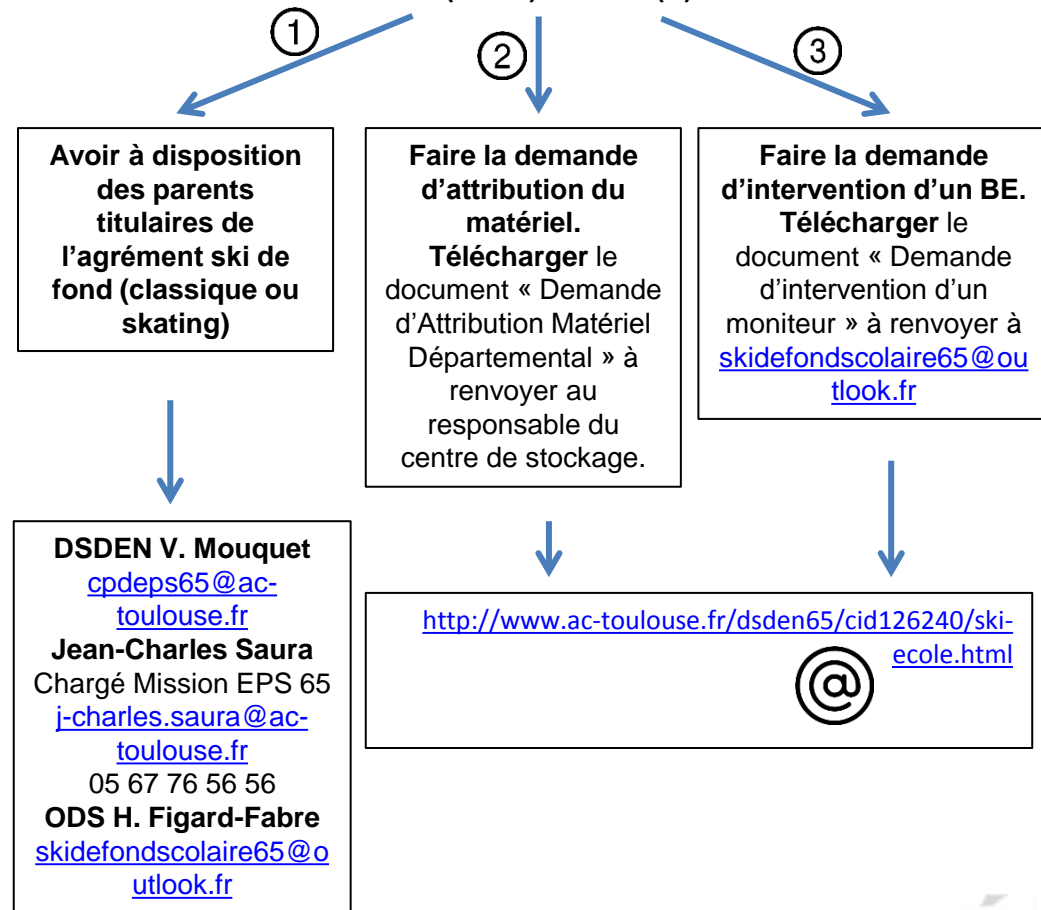 1
2
3
Avoir à disposition
des parents
titulaires de
l’agrément ski de
fond (classique ou
skating)
Faire la demande
d’attribution du
matériel.
Télécharger le
document « Demande
d’Attribution Matériel
Départemental » à
renvoyer au
responsable du
centre de stockage.
Faire la demande
d’intervention d’un BE.
Télécharger le
document « Demande
d’intervention d’un
moniteur » à renvoyer à
skidefondscolaire65@ou
tlook.fr
DSDEN V. Mouquet
cpdeps65@ac-
toulouse.fr
Jean-Charles Saura
Chargé Mission EPS 65
j-charles.saura@ac-
toulouse.fr
05 67 76 56 56
ODS H. Figard-Fabre
skidefondscolaire65@o
utlook.fr
http://www.ac-toulouse.fr/dsden65/cid126240/ski-
ecole.html
@